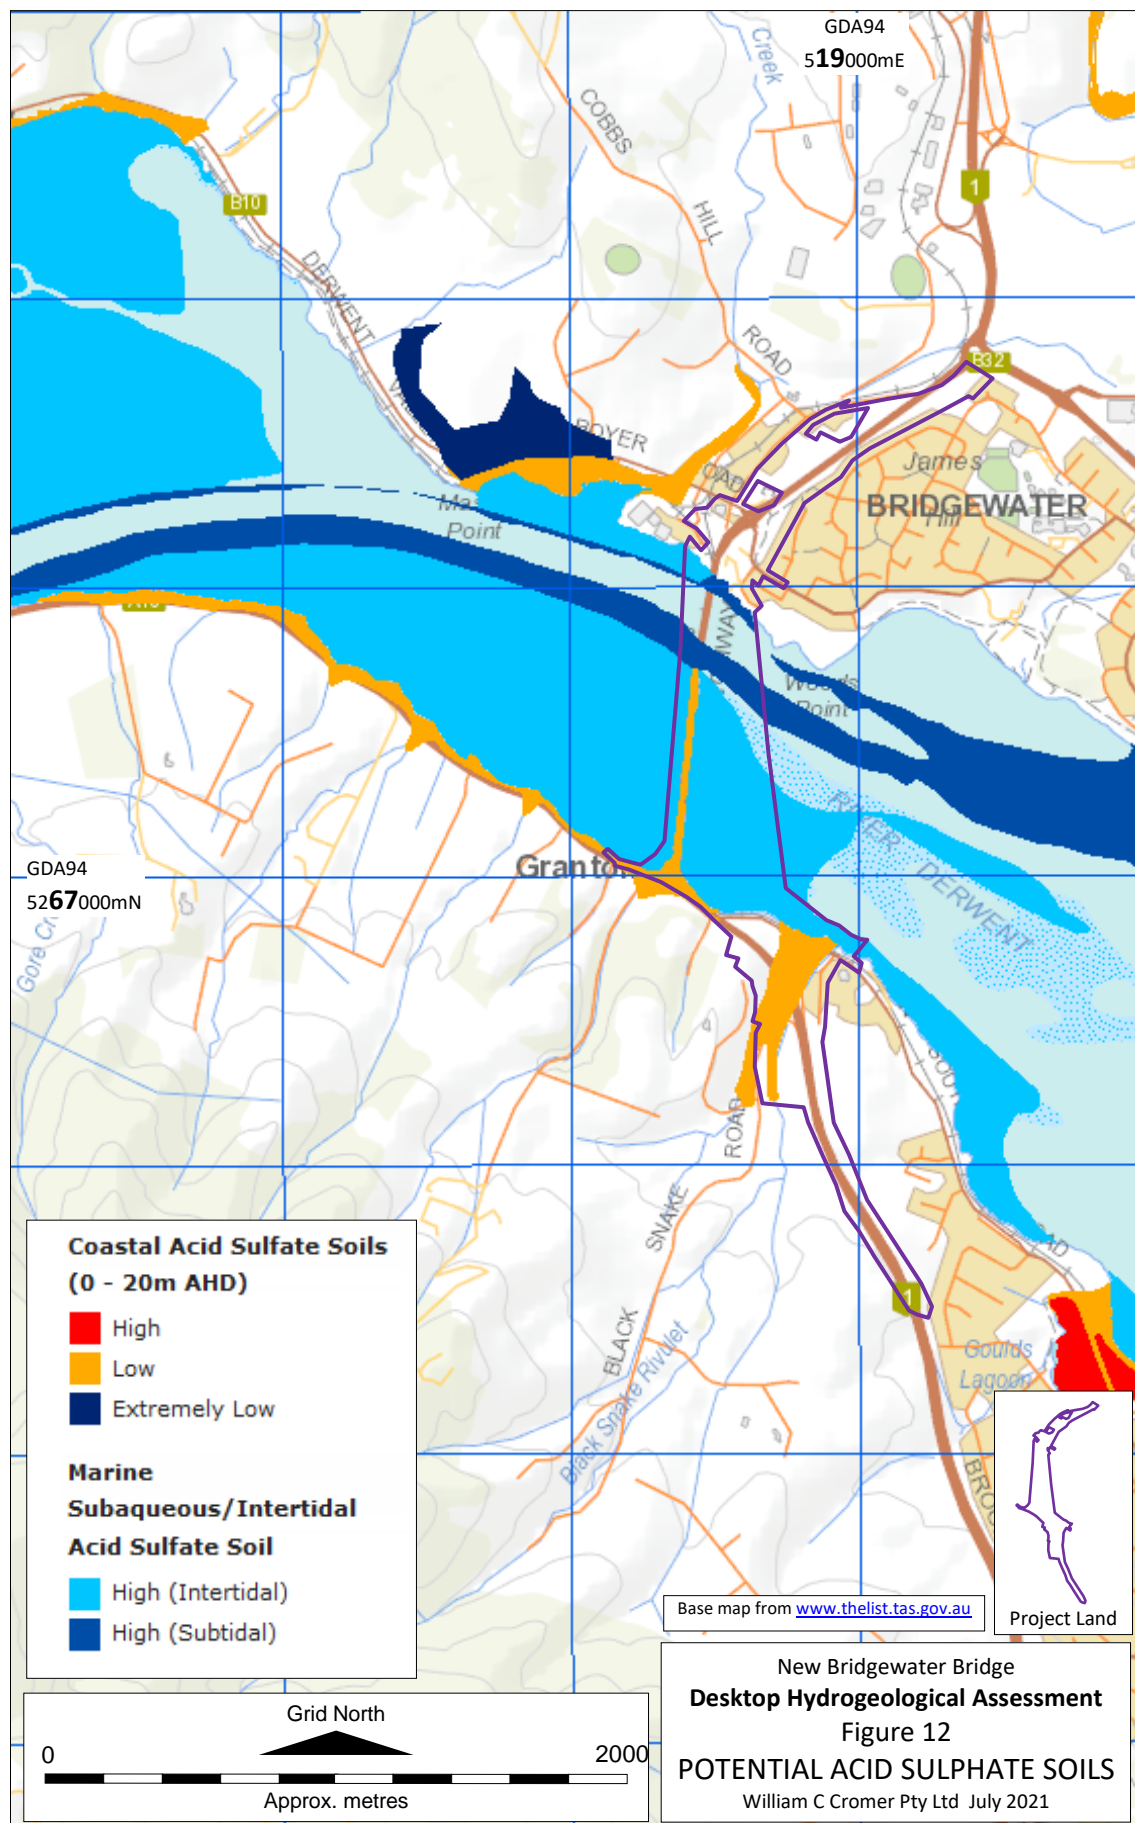 GDA94
519000mE
Creek
COBBS
HILL
ROAD
1
B10
DERWENT
B32
BOYER
James
BRIDGEWATER
Hill
Point
Woods
Point
RIVER DERWENT
Granton
GDA94
5267000mN
ROAD
SNAKE
BLACK
Black Snake Rivulet
1
Goulds
Lagoon
Coastal Acid Sulfate Soils
(0 - 20m AHD)
High
Low
Extremely Low
Marine
Subaqueous/Intertidal
Acid Sulfate Soil
High (Intertidal)
High (Subtidal)
Project Land
Base map from www.thelist.tas.gov.au
Grid North
0 2000
Approx. metres
New Bridgewater Bridge
Desktop Hydrogeological Assessment
Figure 12
POTENTIAL ACID SULPHATE SOILS
William C Cromer Pty Ltd July 2021